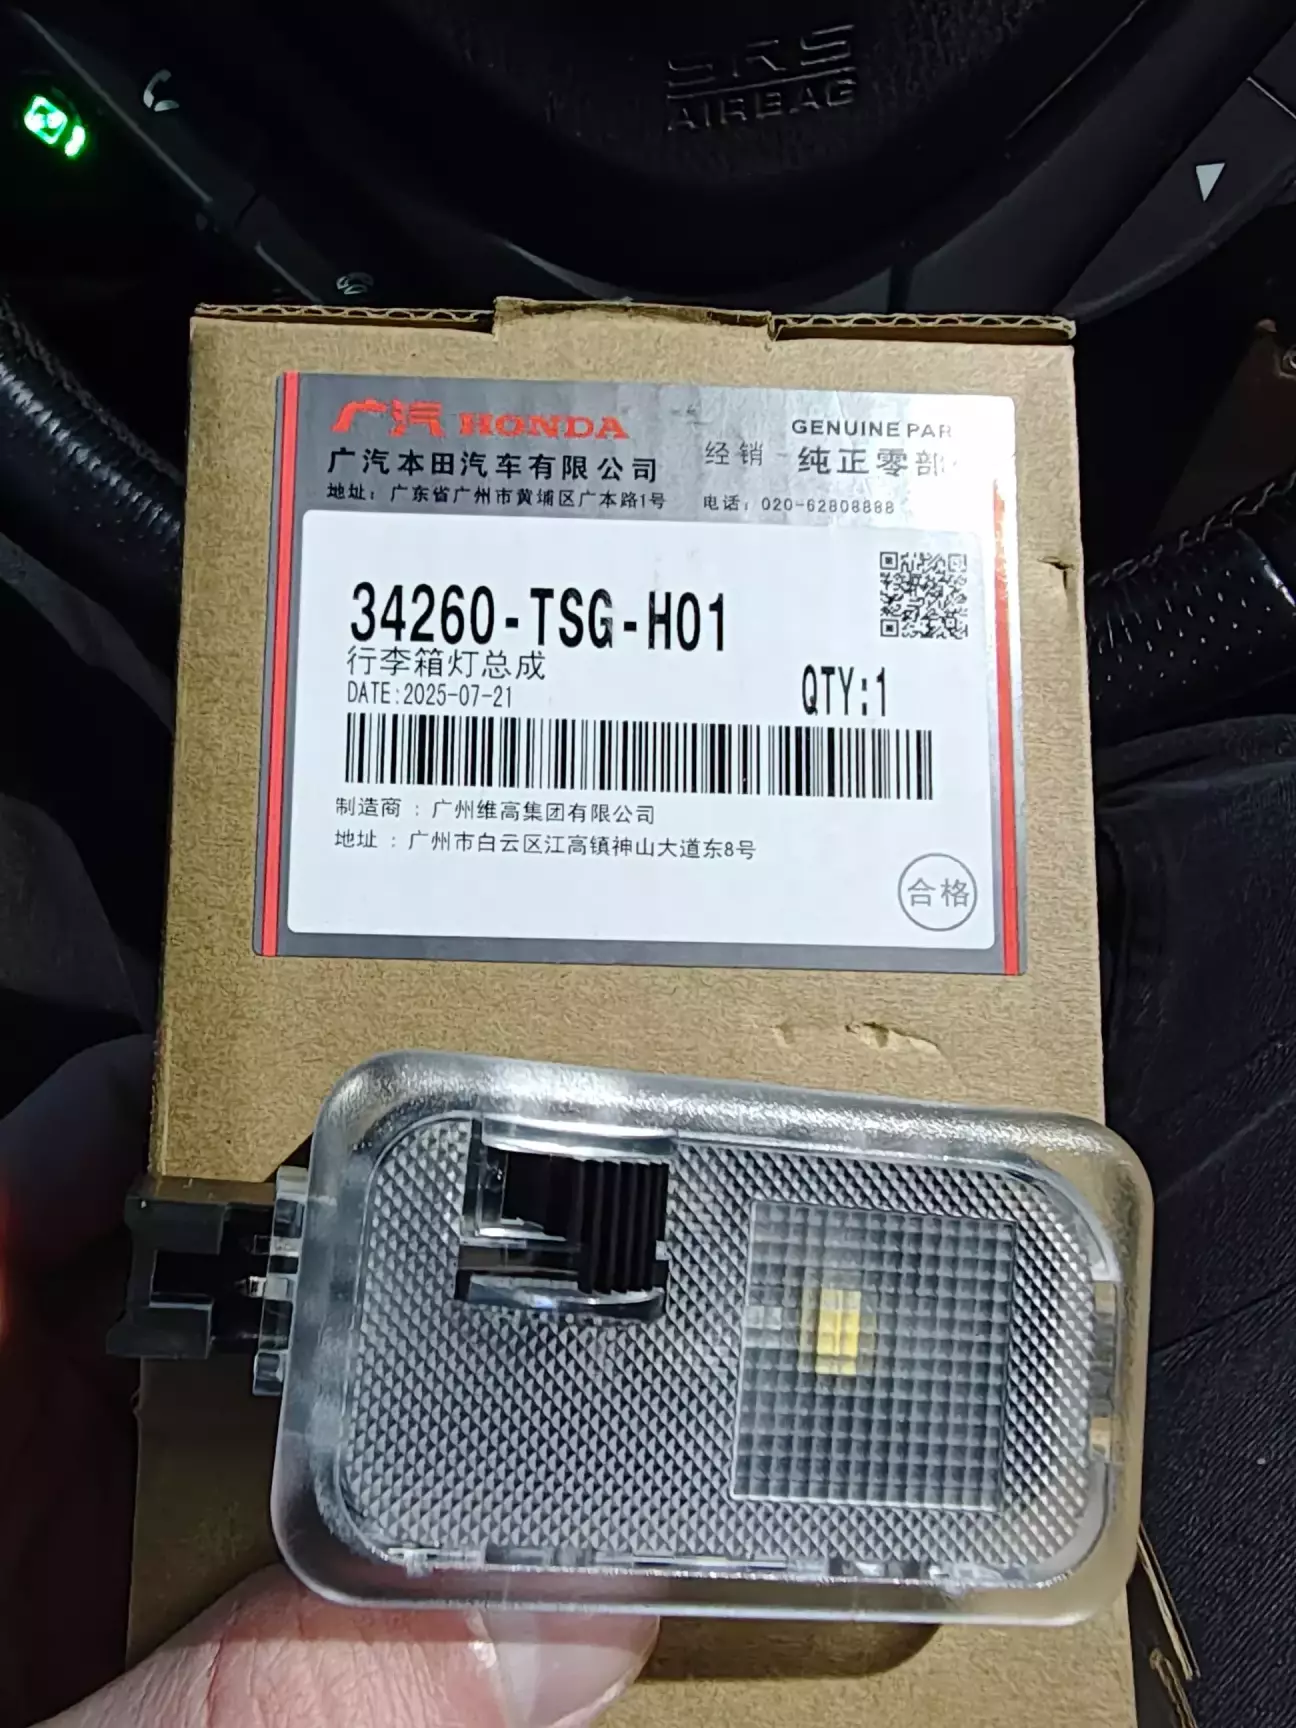 SRS
AIRBAG
广汽 HONDA
GENUINE PAR
广汽本田汽车有限公司
经销
纯正零部
地址：广东省广州市黄埔区广本路1号
电话：020-62808888
34260-TSG-H01
行李箱灯总成
DATE:2025-07-21
QTY:1
制造商 : 广州维高集团有限公司
地址 : 广州市白云区江高镇神山大道东8号
合格